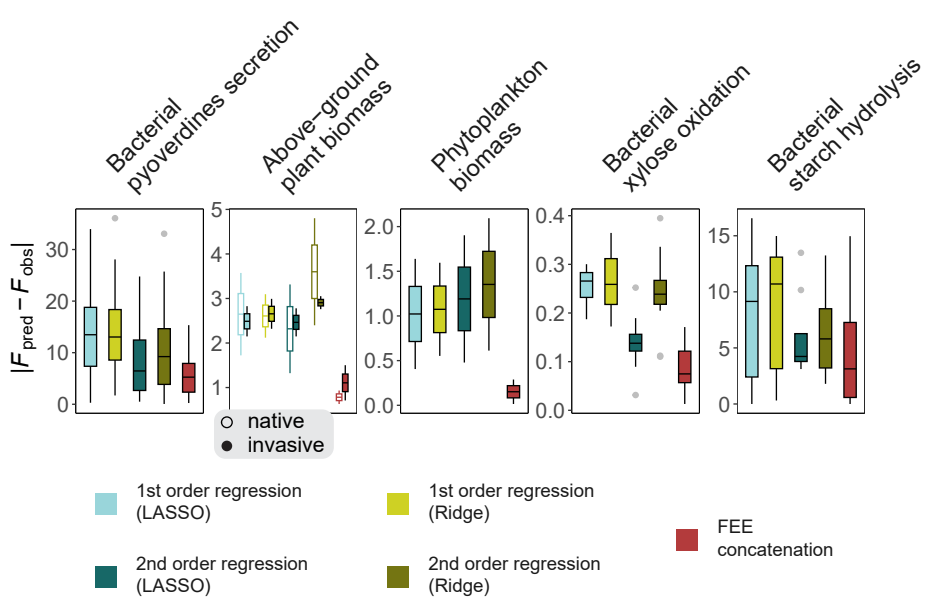 Bacterial
pyoverdines secretion
Above−ground
plant biomass
Phytoplankton
biomass
Bacterial
xylose oxidation
Bacterial
starch hydrolysis
|F pred − F obs|
30
20
10
0
5
4
3
2
1
2.0
1.5
1.0
0.5
0.0
0.4
0.3
0.2
0.1
0.0
15
10
5
0
native
invasive
1st order regression
(LASSO)
1st order regression
(Ridge)
2nd order regression
(LASSO)
2nd order regression
(Ridge)
FEE
concatenation